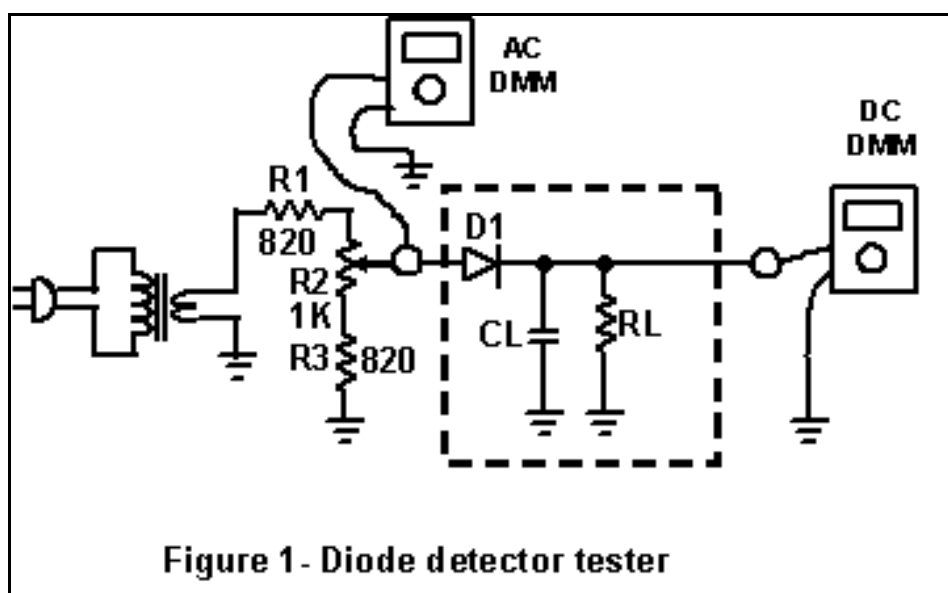 AC
DMM
DC
DMM
R1
820
D1
R2
1K
R3 820
CL
RL
Figure 1- Diode detector tester